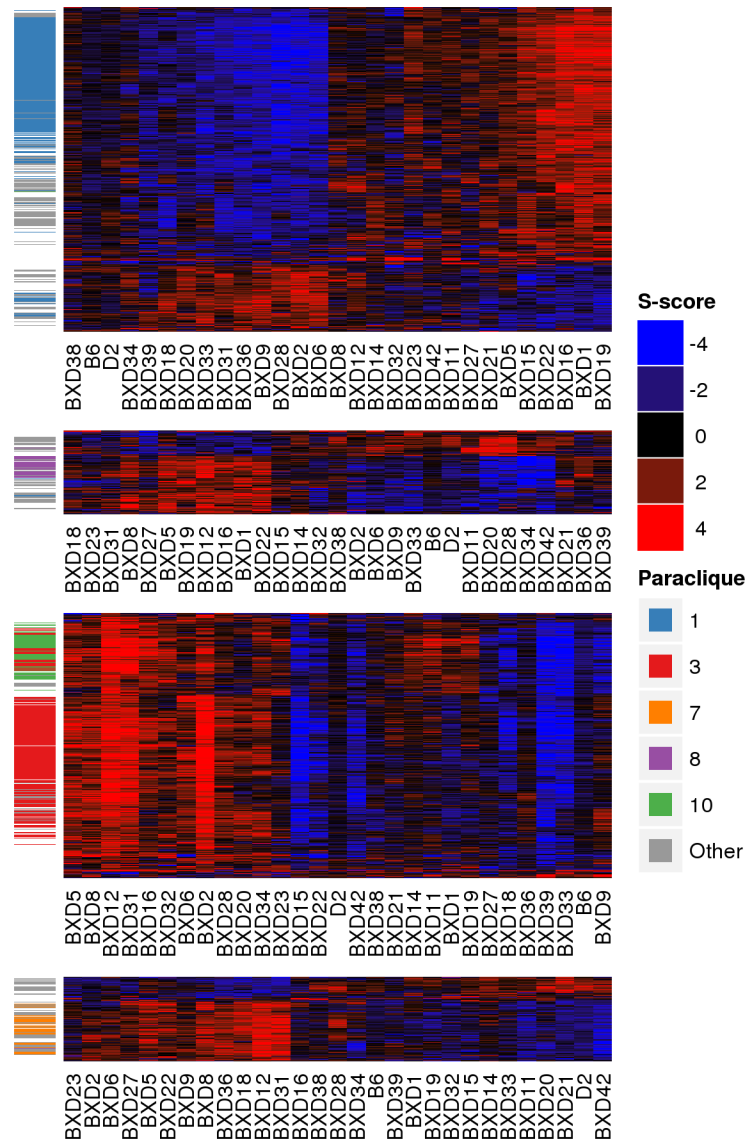 BXD38 B6 D2 BXD34 BXD39 BXD18 BXD20 BXD33 BXD31 BXD36 BXD9 BXD28 BXD2 BXD6 BXD8 BXD12 BXD14 BXD32 BXD23 BXD42 BXD11 BXD27 BXD21 BXD5 BXD15 BXD22 BXD16 BXD1 BXD19
S-score
-4
-2
0
2
4
BXD18 BXD23 BXD31 BXD8 BXD27 BXD5 BXD19 BXD12 BXD16 BXD1 BXD22 BXD15 BXD14 BXD32 BXD38 BXD2 BXD6 BXD9 BXD33 B6 D2 BXD11 BXD20 BXD28 BXD34 BXD42 BXD21 BXD36 BXD39
Paraclique
1
3
7
8
10
Other
BXD5 BXD8 BXD12 BXD31 BXD16 BXD32 BXD6 BXD2 BXD28 BXD20 BXD34 BXD23 BXD15 BXD22 D2 BXD42 BXD38 BXD21 BXD14 BXD11 BXD1 BXD19 BXD27 BXD18 BXD36 BXD39 BXD33 B6 BXD9
BXD23 BXD2 BXD6 BXD27 BXD5 BXD22 BXD9 BXD8 BXD36 BXD18 BXD12 BXD31 BXD16 BXD38 BXD28 BXD34 B6 BXD39 BXD1 BXD19 BXD32 BXD15 BXD14 BXD33 BXD11 BXD20 BXD21 D2 BXD42